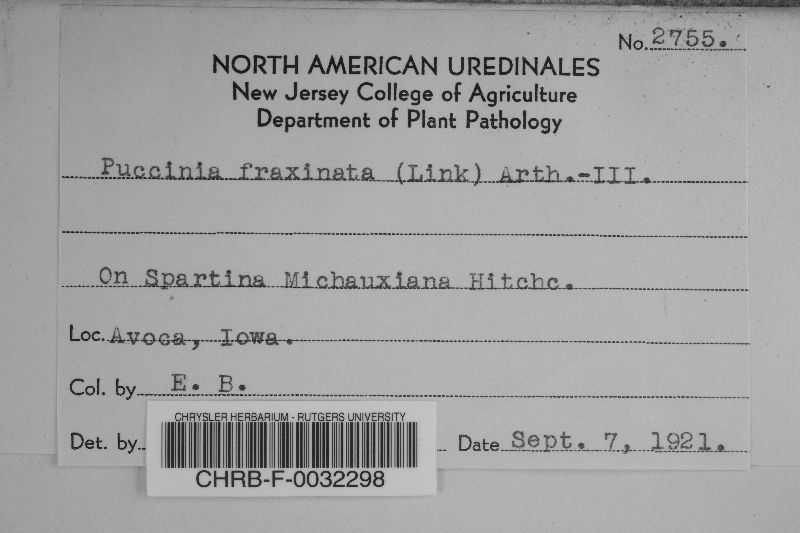 No. 2755.
NORTH AMERICAN UREDINALES
New Jersey College of Agriculture
Department of Plant Pathology
Puccinia fraxinata (Link) Arth.-III.
On Spartina Michauxiana Hitchc.
Loc. Avoca, Iowa.
Col. by E. B.
Det. by Date Sept. 7, 1921.
CHRYSLER HERBARIUM - RUTGERS UNIVERSITY
CHRB-F-0032298